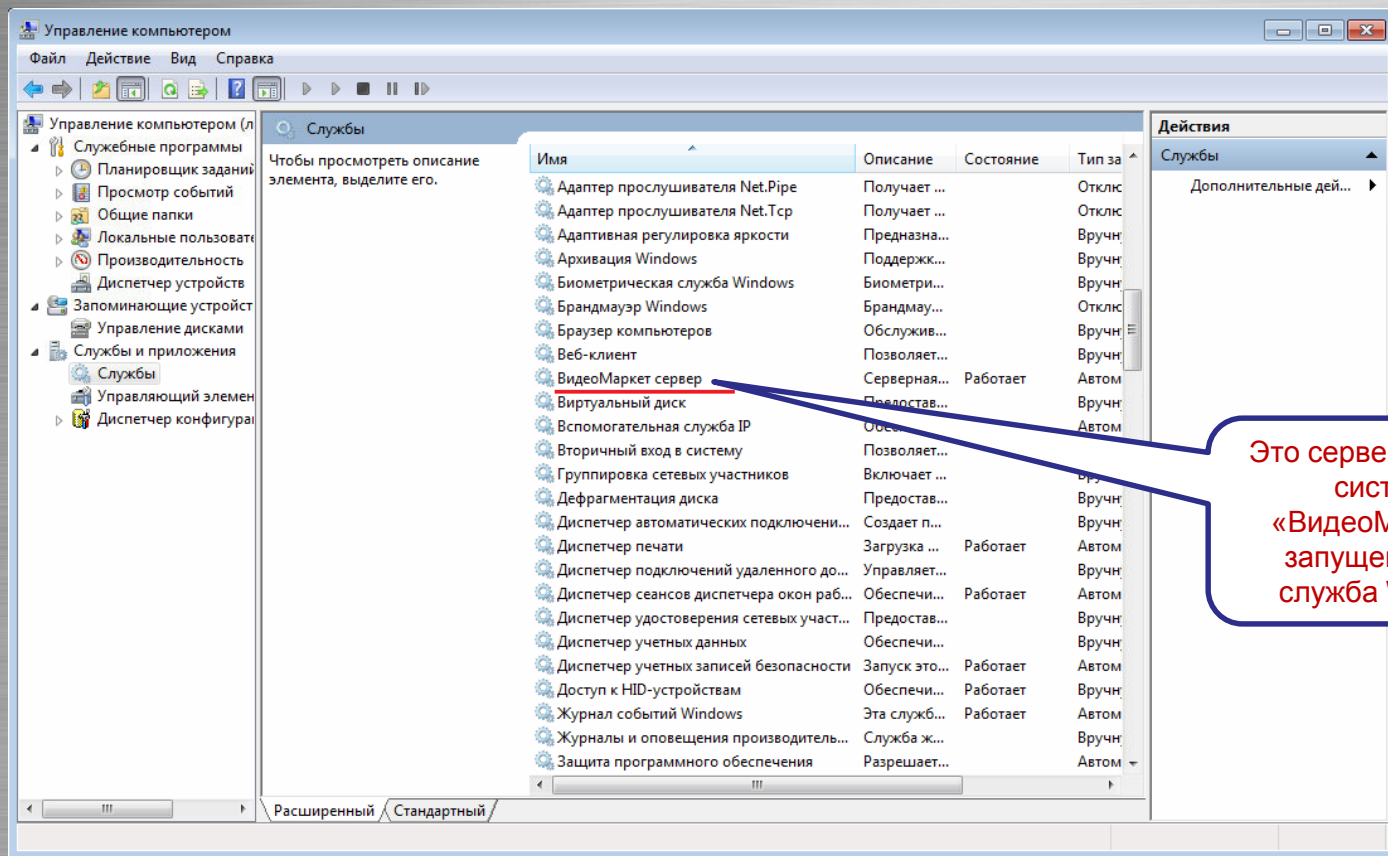 Управление компьютером
Файл Действие Вид Справка
Управление компьютером (л
Служебные программы
Планировщик заданий
Просмотр событий
Общие папки
Локальные пользовате
Производительность
Диспетчер устройств
Запоминающие устройст
Управление дисками
Службы и приложения
Службы
Управляющий элемен
Диспетчер конфигура
Службы
Чтобы просмотреть описание
элемента, выделите его.
Имя Описание Состояние Тип за
Адаптер прослушивателя Net.Pipe Получает ... Отклю
Адаптер прослушивателя Net.Tcp Получает ... Отклю
Адаптивная регулировка яркости Предназна... Вручн
Архивация Windows Поддержк... Вручн
Биометрическая служба Windows Биометри... Вручн
Брандмауэр Windows Брандмау... Отклю
Браузер компьютеров Обслужив... Вручн
Веб-клиент Позволяет... Вручн
ВидеоМаркет сервер Серверная... Работает Автом
Виртуальный диск Предостав... Вручн
Вспомогательная служба IP Автом
Вторичный вход в систему Позволяет...
Группировка сетевых участников Включает ...
Дефрагментация диска Предостав... Вручн
Диспетчер автоматических подключени... Создает п... Вручн
Диспетчер печати Загрузка ... Работает Автом
Диспетчер подключений удаленного до... Управляет... Вручн
Диспетчер сеансов диспетчера окон раб... Обеспечи... Работает Автом
Диспетчер удостоверения сетевых участ... Предостав... Вручн
Диспетчер учетных данных Обеспечи... Вручн
Диспетчер учетных записей безопасности Запуск это... Работает Автом
Доступ к HID-устройствам Обеспечи... Работает Вручн
Журнал событий Windows Эта служб... Работает Автом
Журналы и оповещения производитель... Служба ж... Вручн
Защита программного обеспечения Разрешает... Автом
Расширенный Стандартный
Действия
Службы
Дополнительные дей...
Это серве
сист
«ВидеоМ
запуще
служба